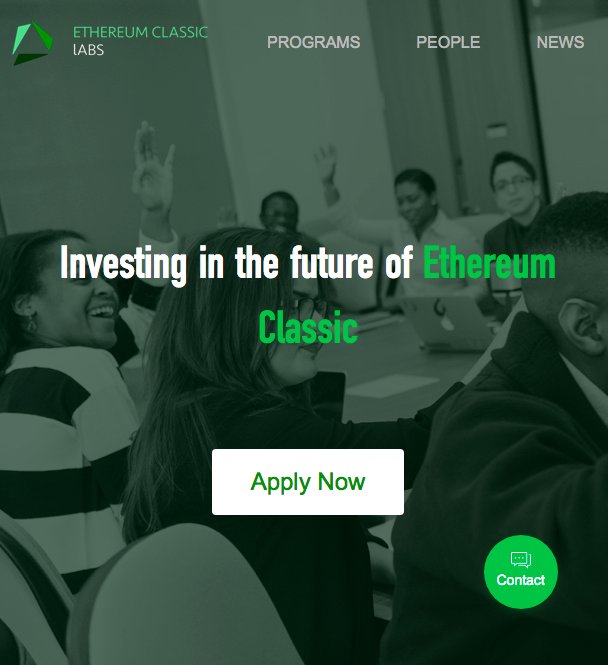 ETHEREUM CLASSIC
lABS
PROGRAMS
PEOPLE
NEWS
Investing in the future of Ethereum
Classic
Apply Now
Contact